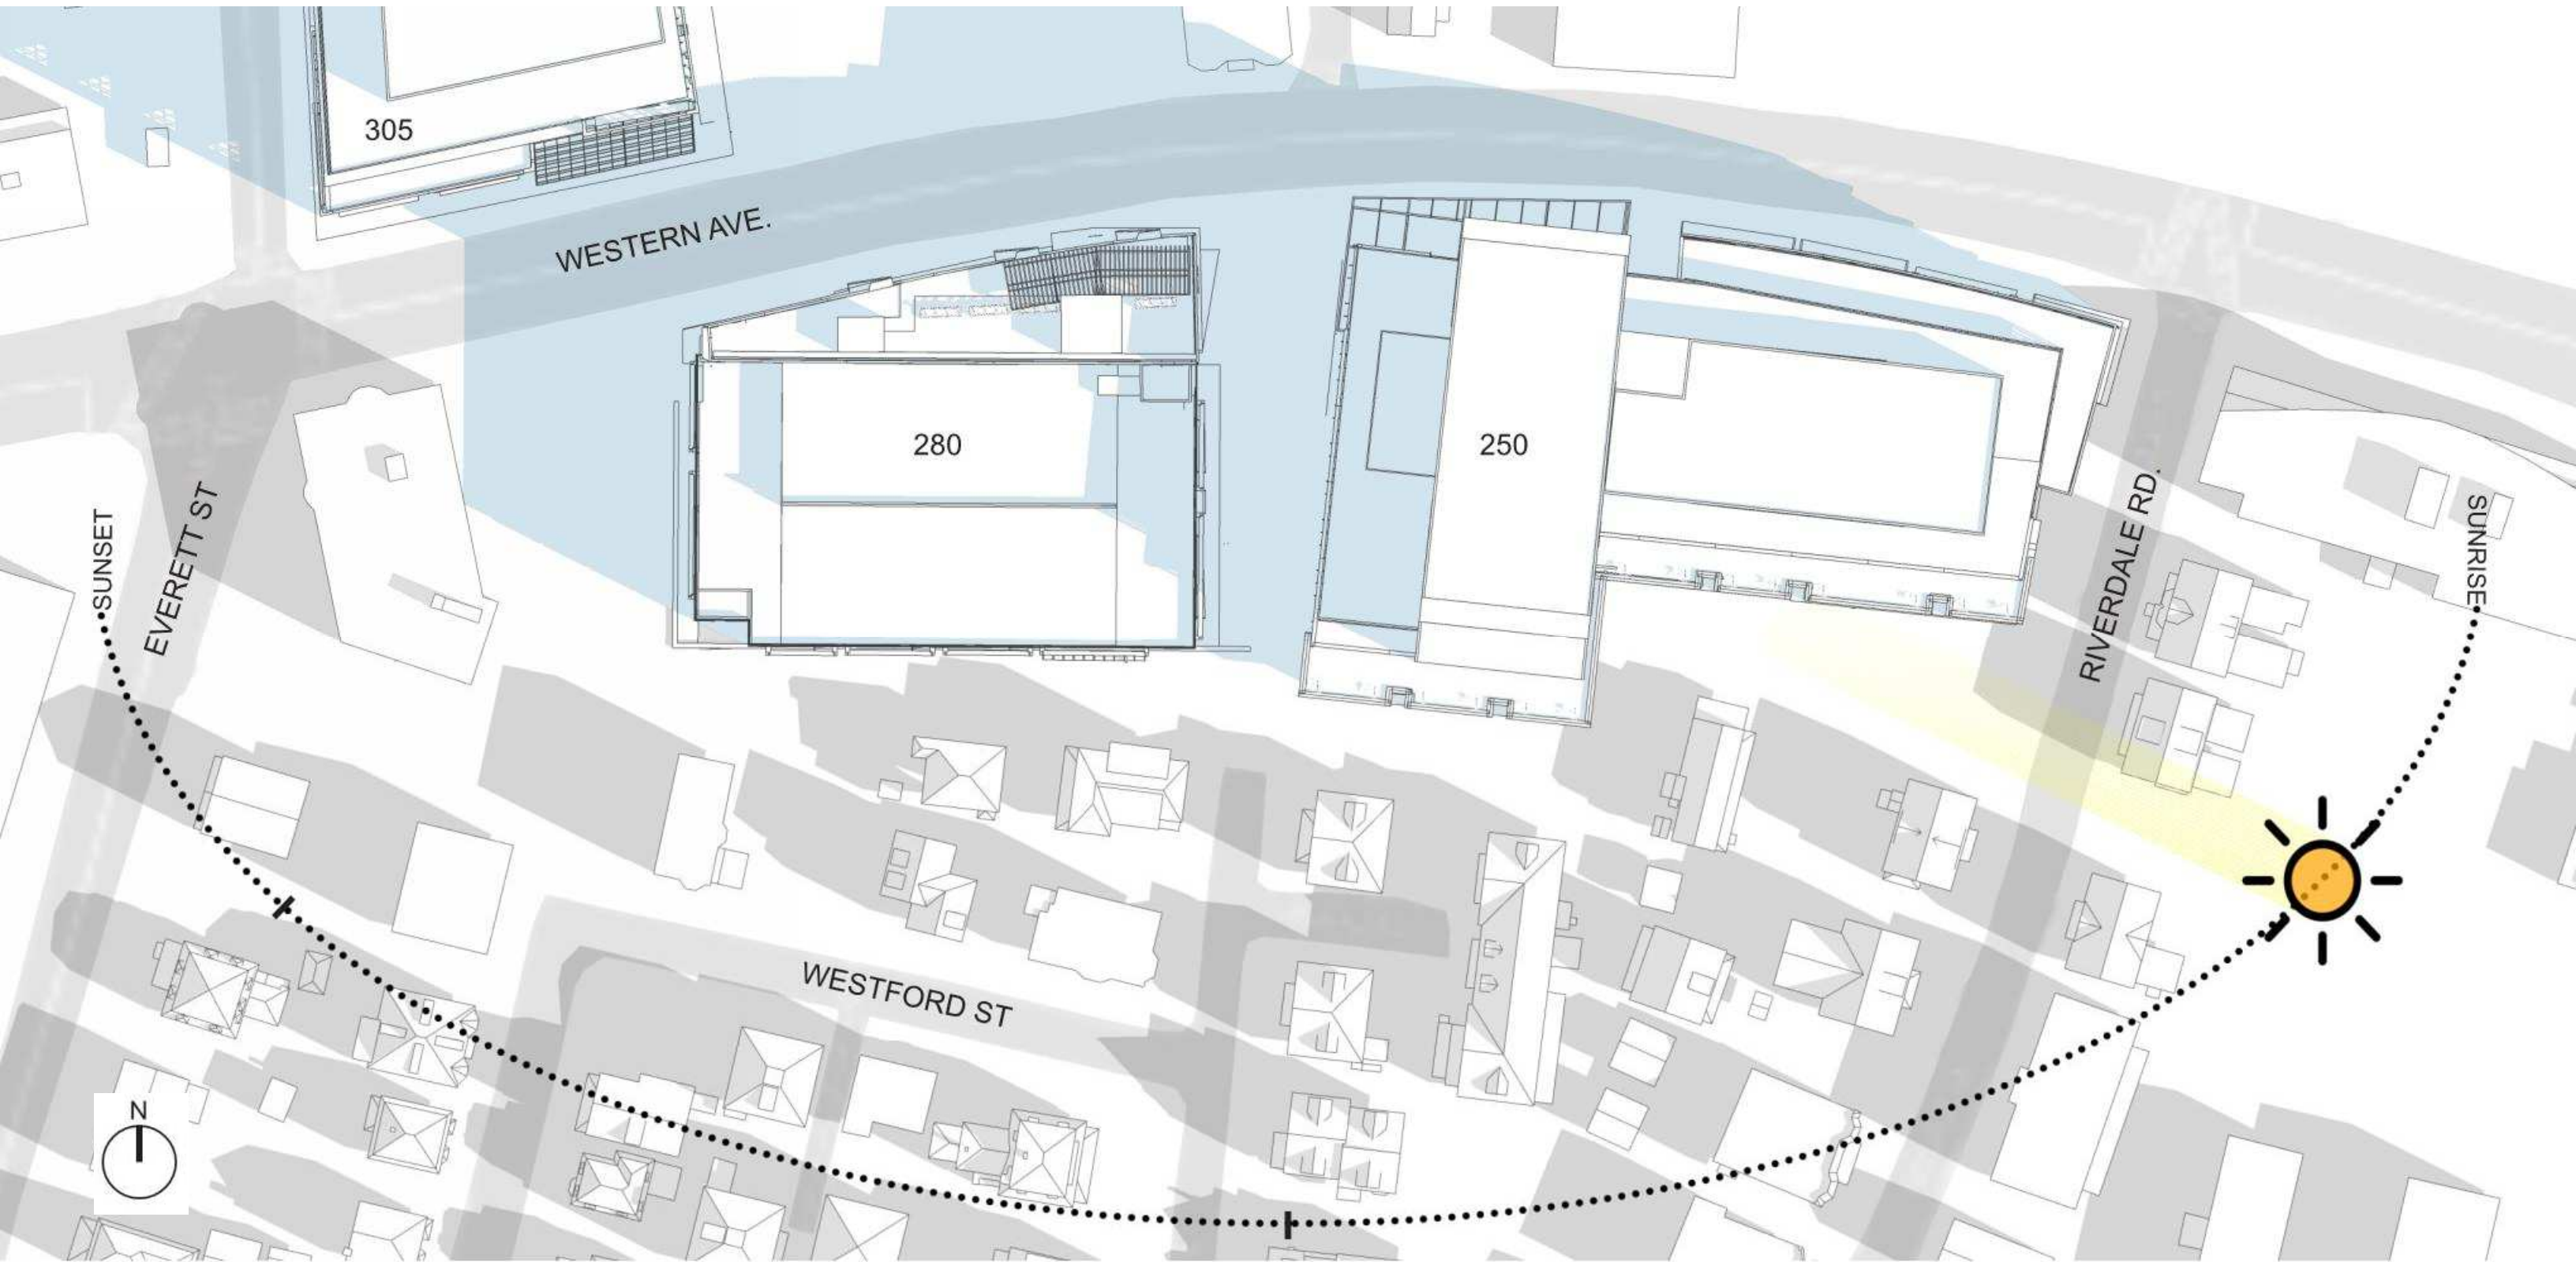 305
WESTERN AVE.
280
250
SUNSET
EVERETT ST
RIVERDALE RD.
SUNRISE
WESTFORD ST
N